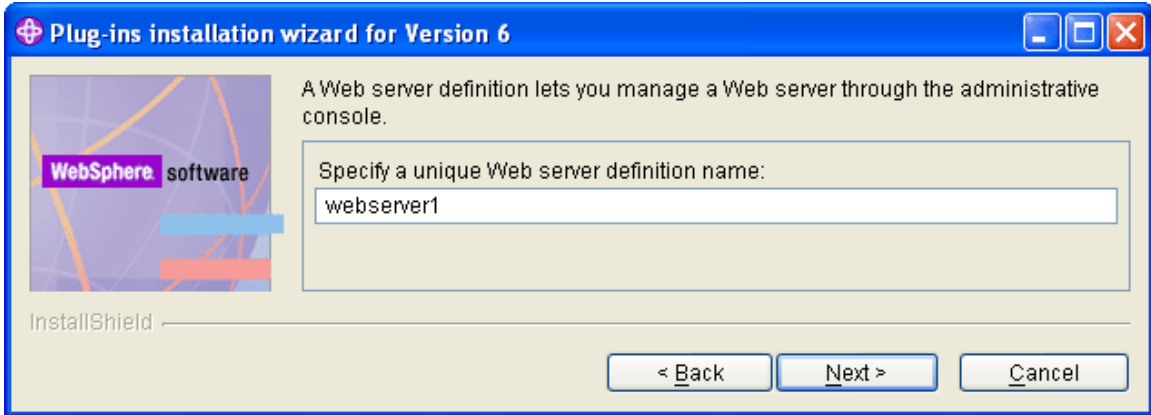 Plug-ins installation wizard for Version 6
A Web server definition lets you manage a Web server through the administrative
console.
WebSphere. software
Specify a unique Web server definition name:
webserver1
InstallShield
< Back
Next >
Cancel